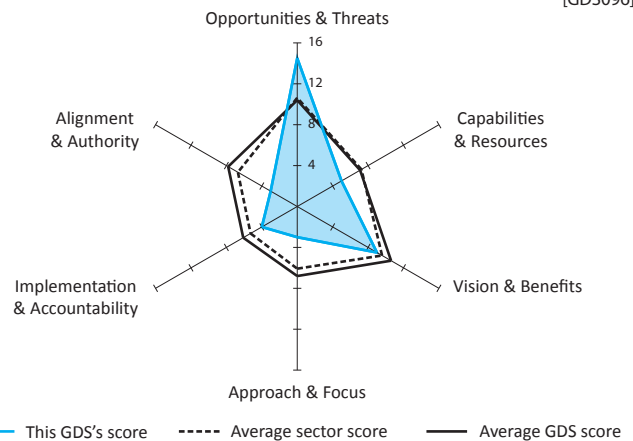 [GDS090]
Opportunities & Threats
16
12
8
4
Alignment
& Authority
Capabilities
& Resources
Implementation
& Accountability
Vision & Benefits
Approach & Focus
This GDS's score
Average sector score
Average GDS score